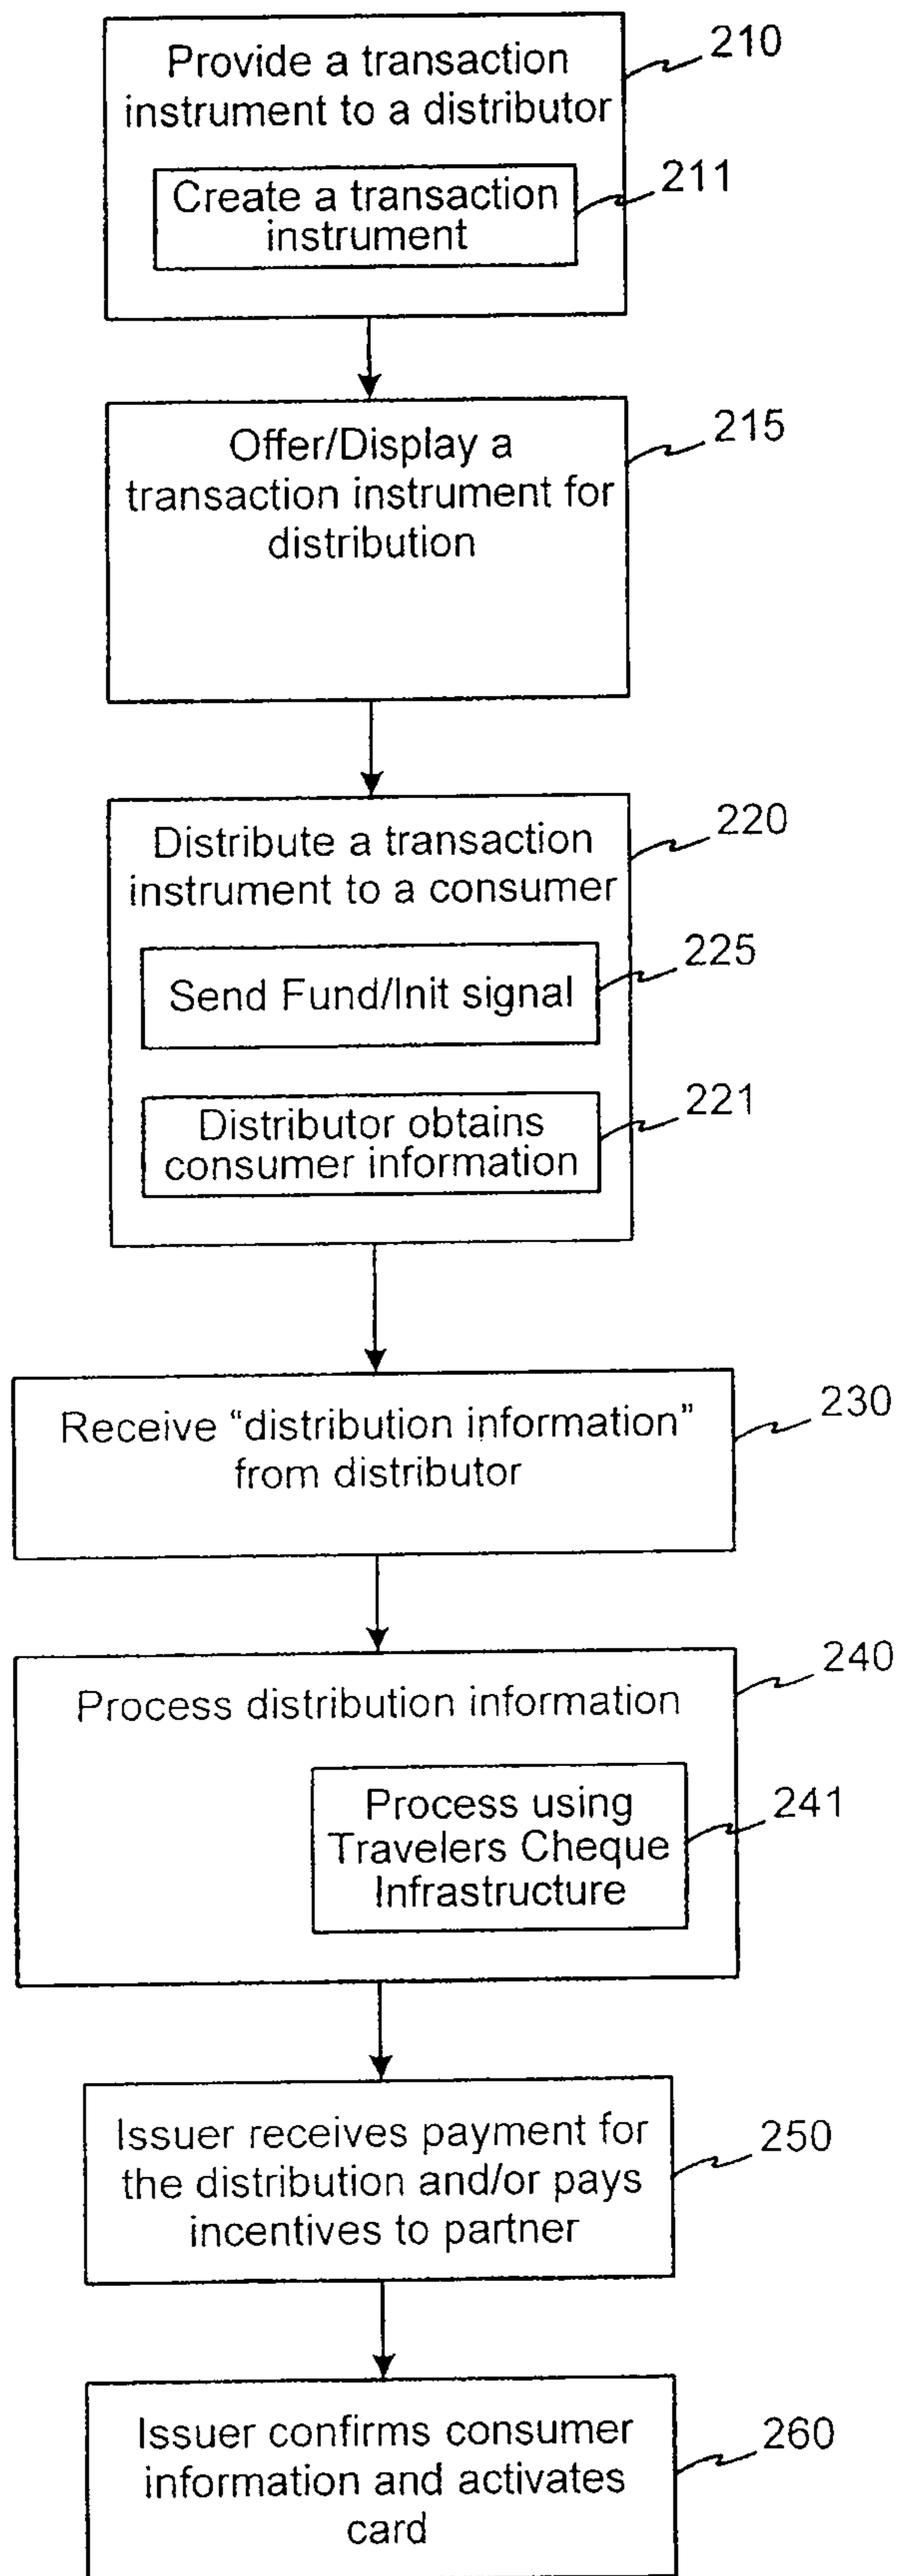 Provide a transaction
instrument to a distributor
210
Create a transaction
instrument
211
Offer/Display a
transaction instrument for
distribution
215
Distribute a transaction
instrument to a consumer
220
Send Fund/Init signal
225
Distributor obtains
consumer information
221
Receive “distribution information”
from distributor
230
Process distribution information
240
Process using
Travelers Cheque
Infrastructure
241
Issuer receives payment for
the distribution and/or pays
incentives to partner
250
Issuer confirms consumer
information and activates
card
260